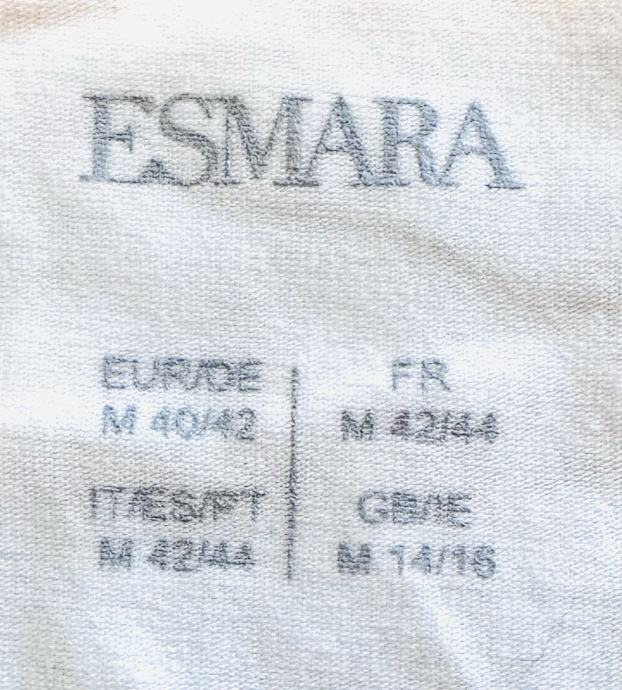 ESMARA
EUR/DE
M 40/42
FR
M 42/44
IT/ES/PT
M 42/44
GB/IE
M 14/16